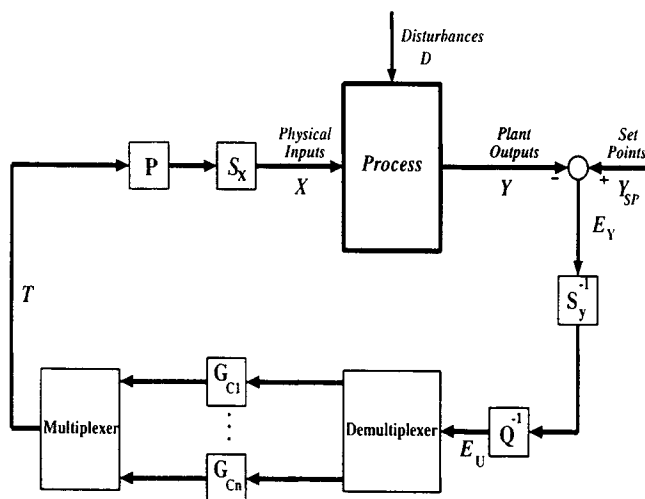 Disturbances
D
Physical
Inputs
X
Process
Plant
Outputs
Y
Set
Points
Y_SP
-
+
P
S_x
E_Y
S_y^-1
T
G_C1
Multiplexer
Demultiplexer
E_U
Q^-1
G_Cn